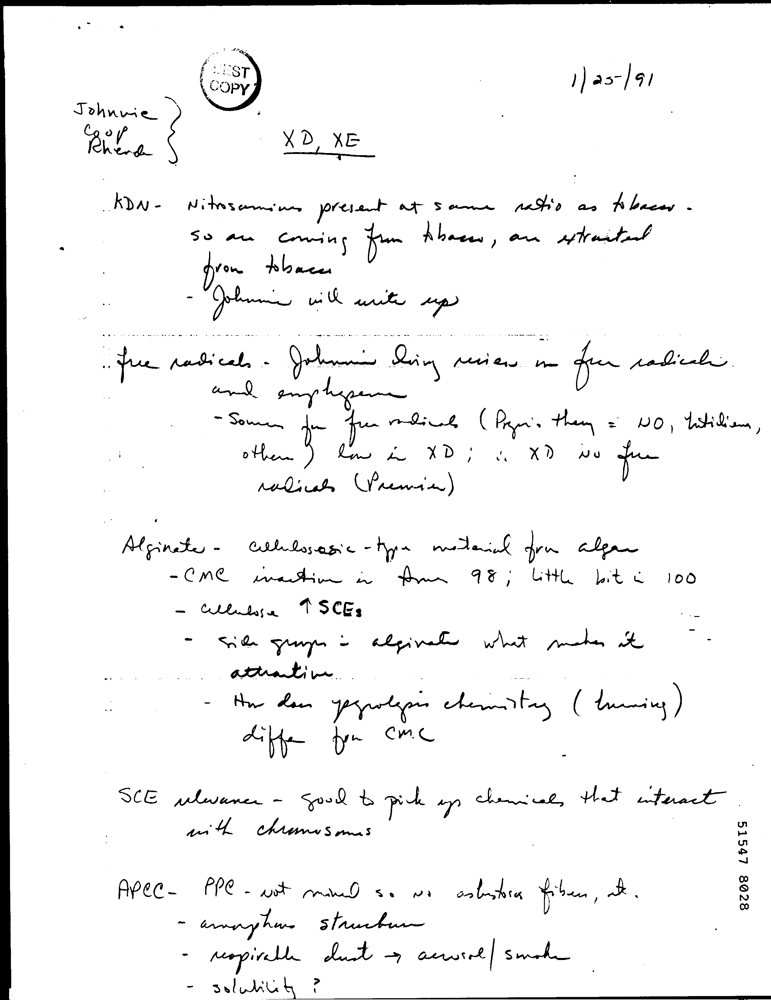 BEST
COPY
1/25/91
Johnnie
Coop
Rhenda
XD, XE
KDN - Nitrosamines present at same ratio as tobacco -
so are coming from tobacco, are extracted
from tobacco
- Johnnie will write up
free radicals - Johnnie doing review on free radicals
and emphysema
- Sources for free radicals (Pryor's theory = NO,
others) low in XD; ∴ XD no free
radicals (Premier)
Alginates - cellulosic-type material from algae
- CMC inactive in Ames 98; little bit in 100
- cellulose ↑ SCEs
- side groups in alginate what makes it
attractive
- How does pyrolysis chemistry (burning)
differ from CMC
SCE relevance - good to pick up chemicals that interact
with chromosomes
APCC - PPC - not mined so no asbestos fibers, etc.
- amorphous structure
- respirable dust → aerosol/smoke
- solubility?
51547 8028